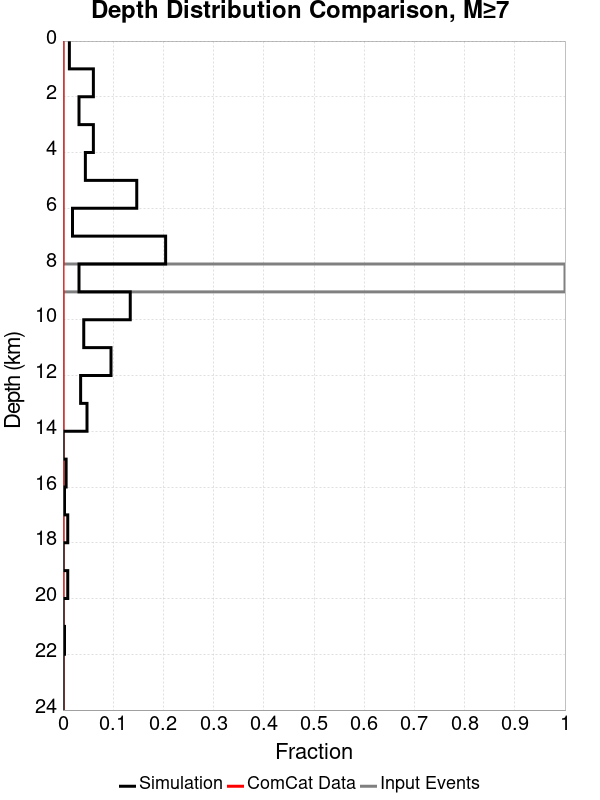 Depth Distribution Comparison, M≥7
0
2
4
6
8
10
12
14
16
18
20
22
24
Depth (km)
0 0.1 0.2 0.3 0.4 0.5 0.6 0.7 0.8 0.9 1
Fraction
Simulation ComCat Data Input Events